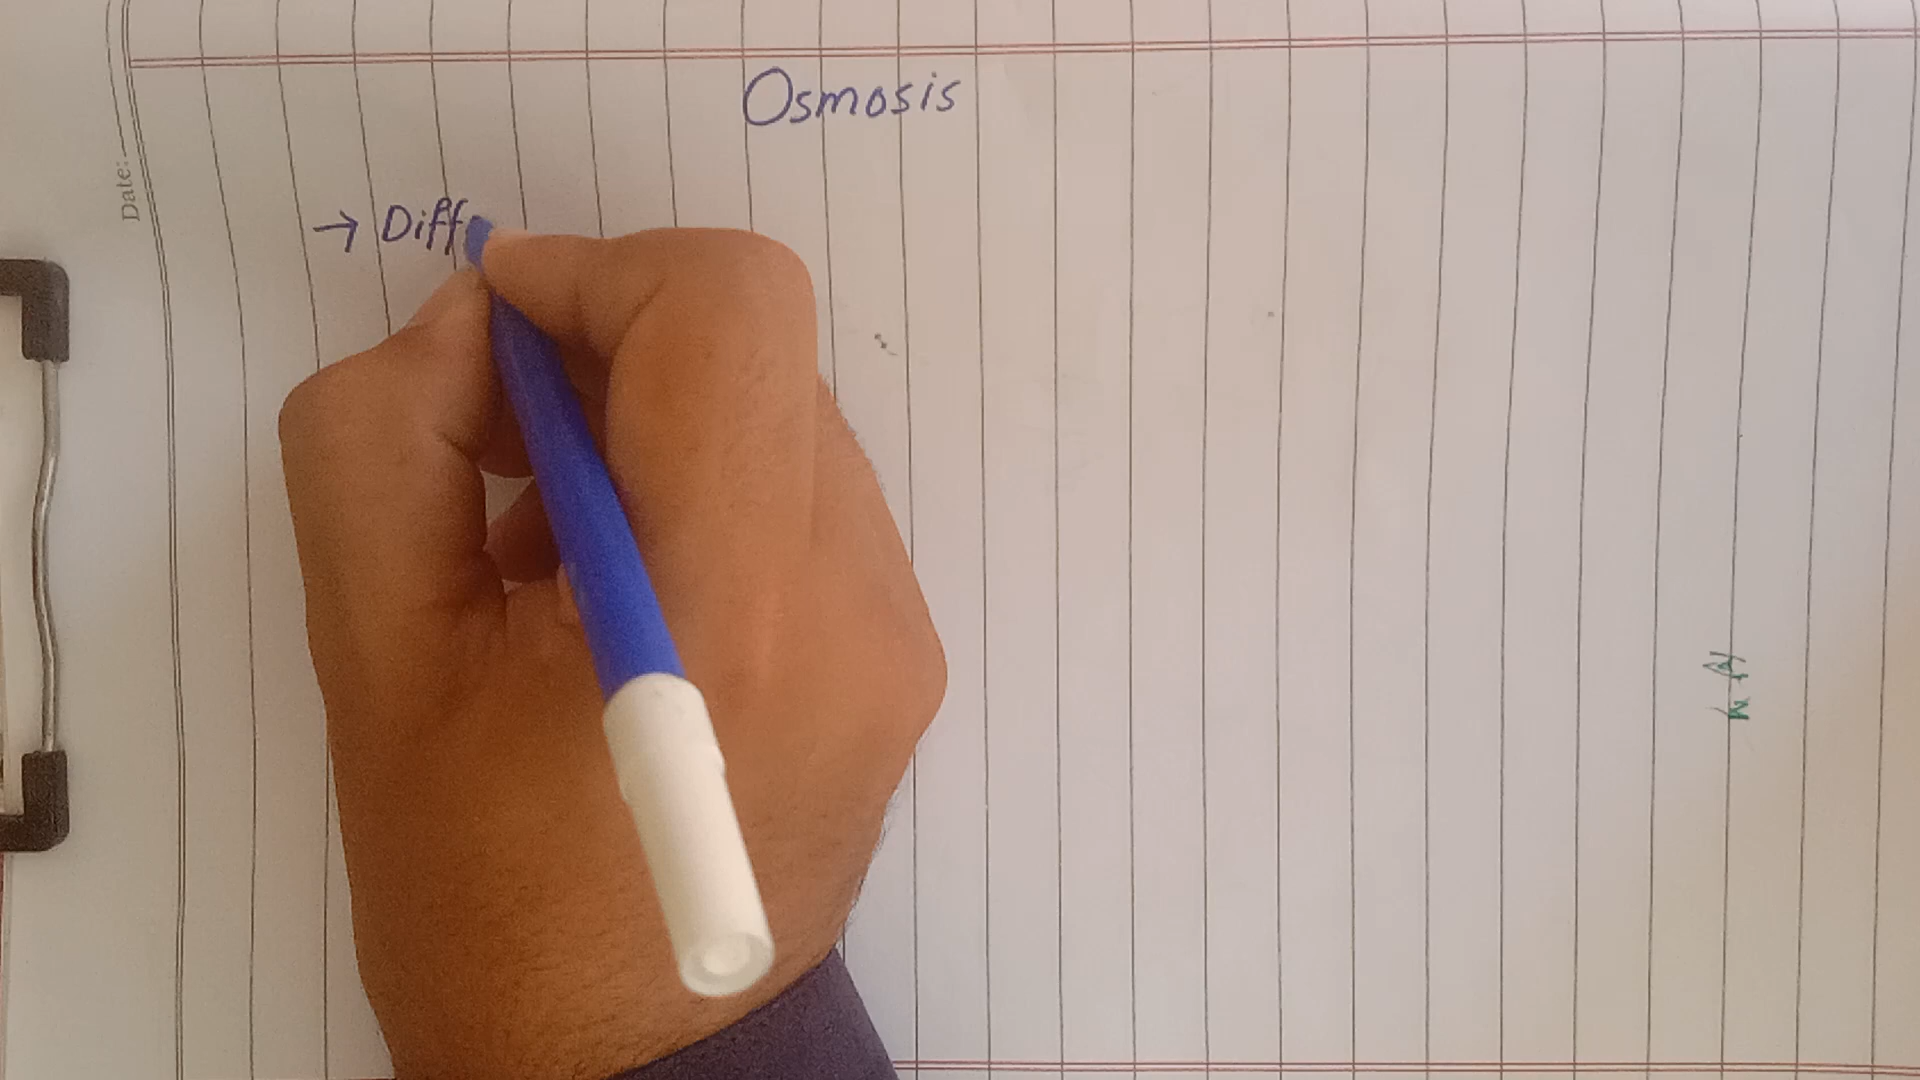 Osmosis
→ Diff
Date: